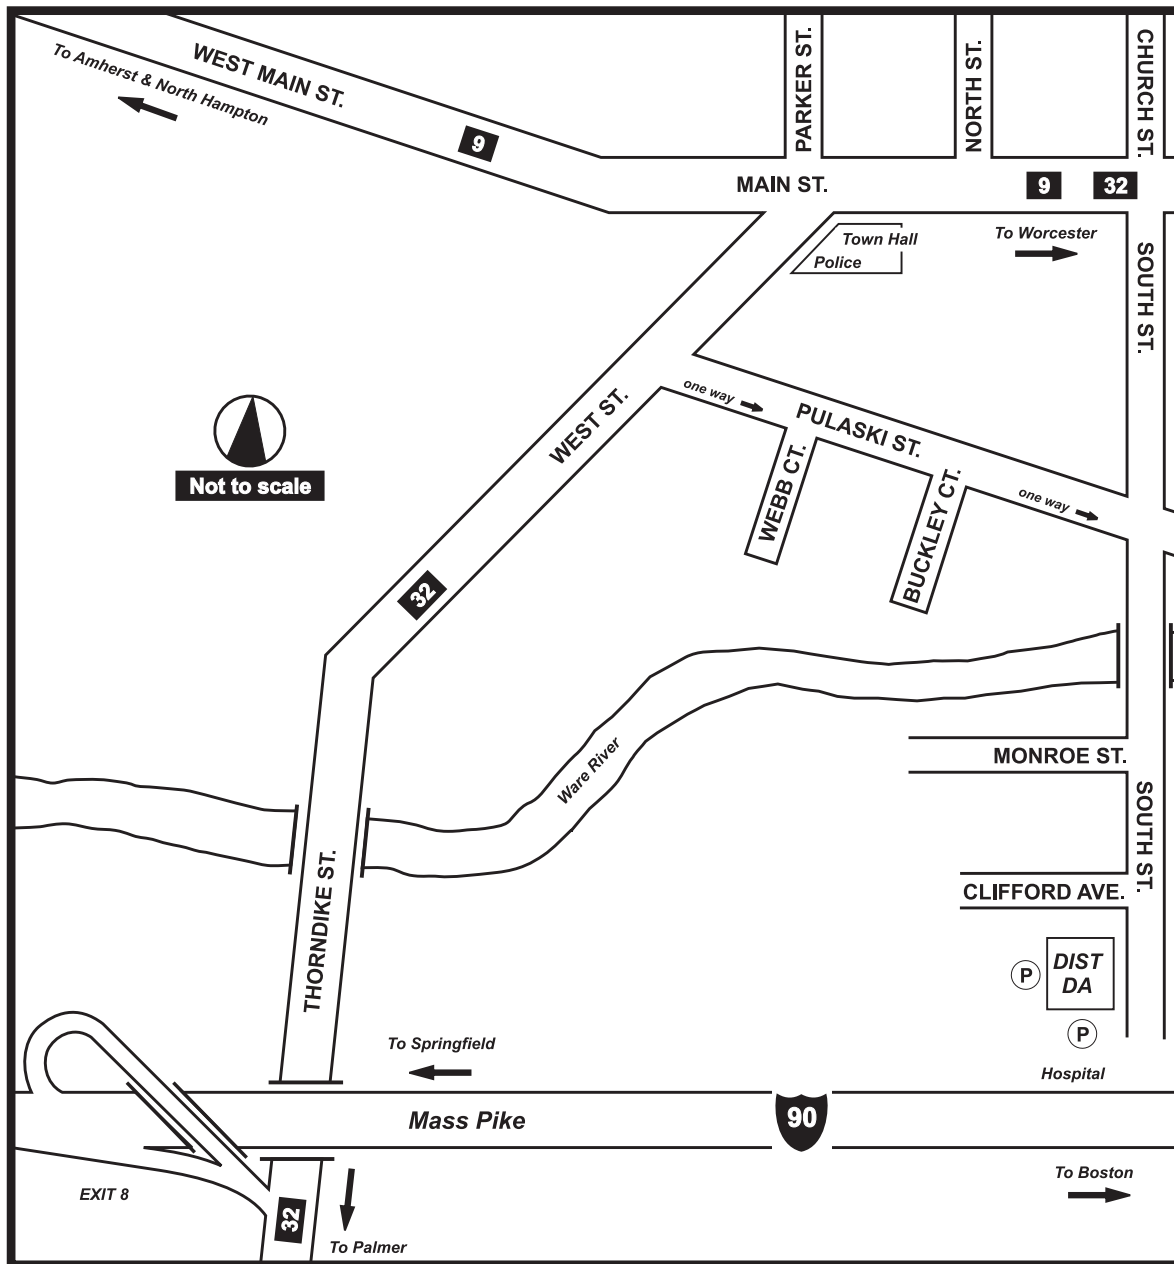 WEST MAIN ST.
To Amherst & North Hampton
9
PARKER ST.
NORTH ST.
CHURCH ST.
MAIN ST.
9
32
Town Hall
Police
To Worcester
SOUTH ST.
Not to scale
WEST ST.
one way
PULASKI ST.
WEBB CT.
BUCKLEY CT.
one way
32
Ware River
MONROE ST.
SOUTH ST.
CLIFFORD AVE.
THORNDIKE ST.
P
DIST
DA
P
To Springfield
Hospital
Mass Pike
90
EXIT 8
32
To Palmer
To Boston